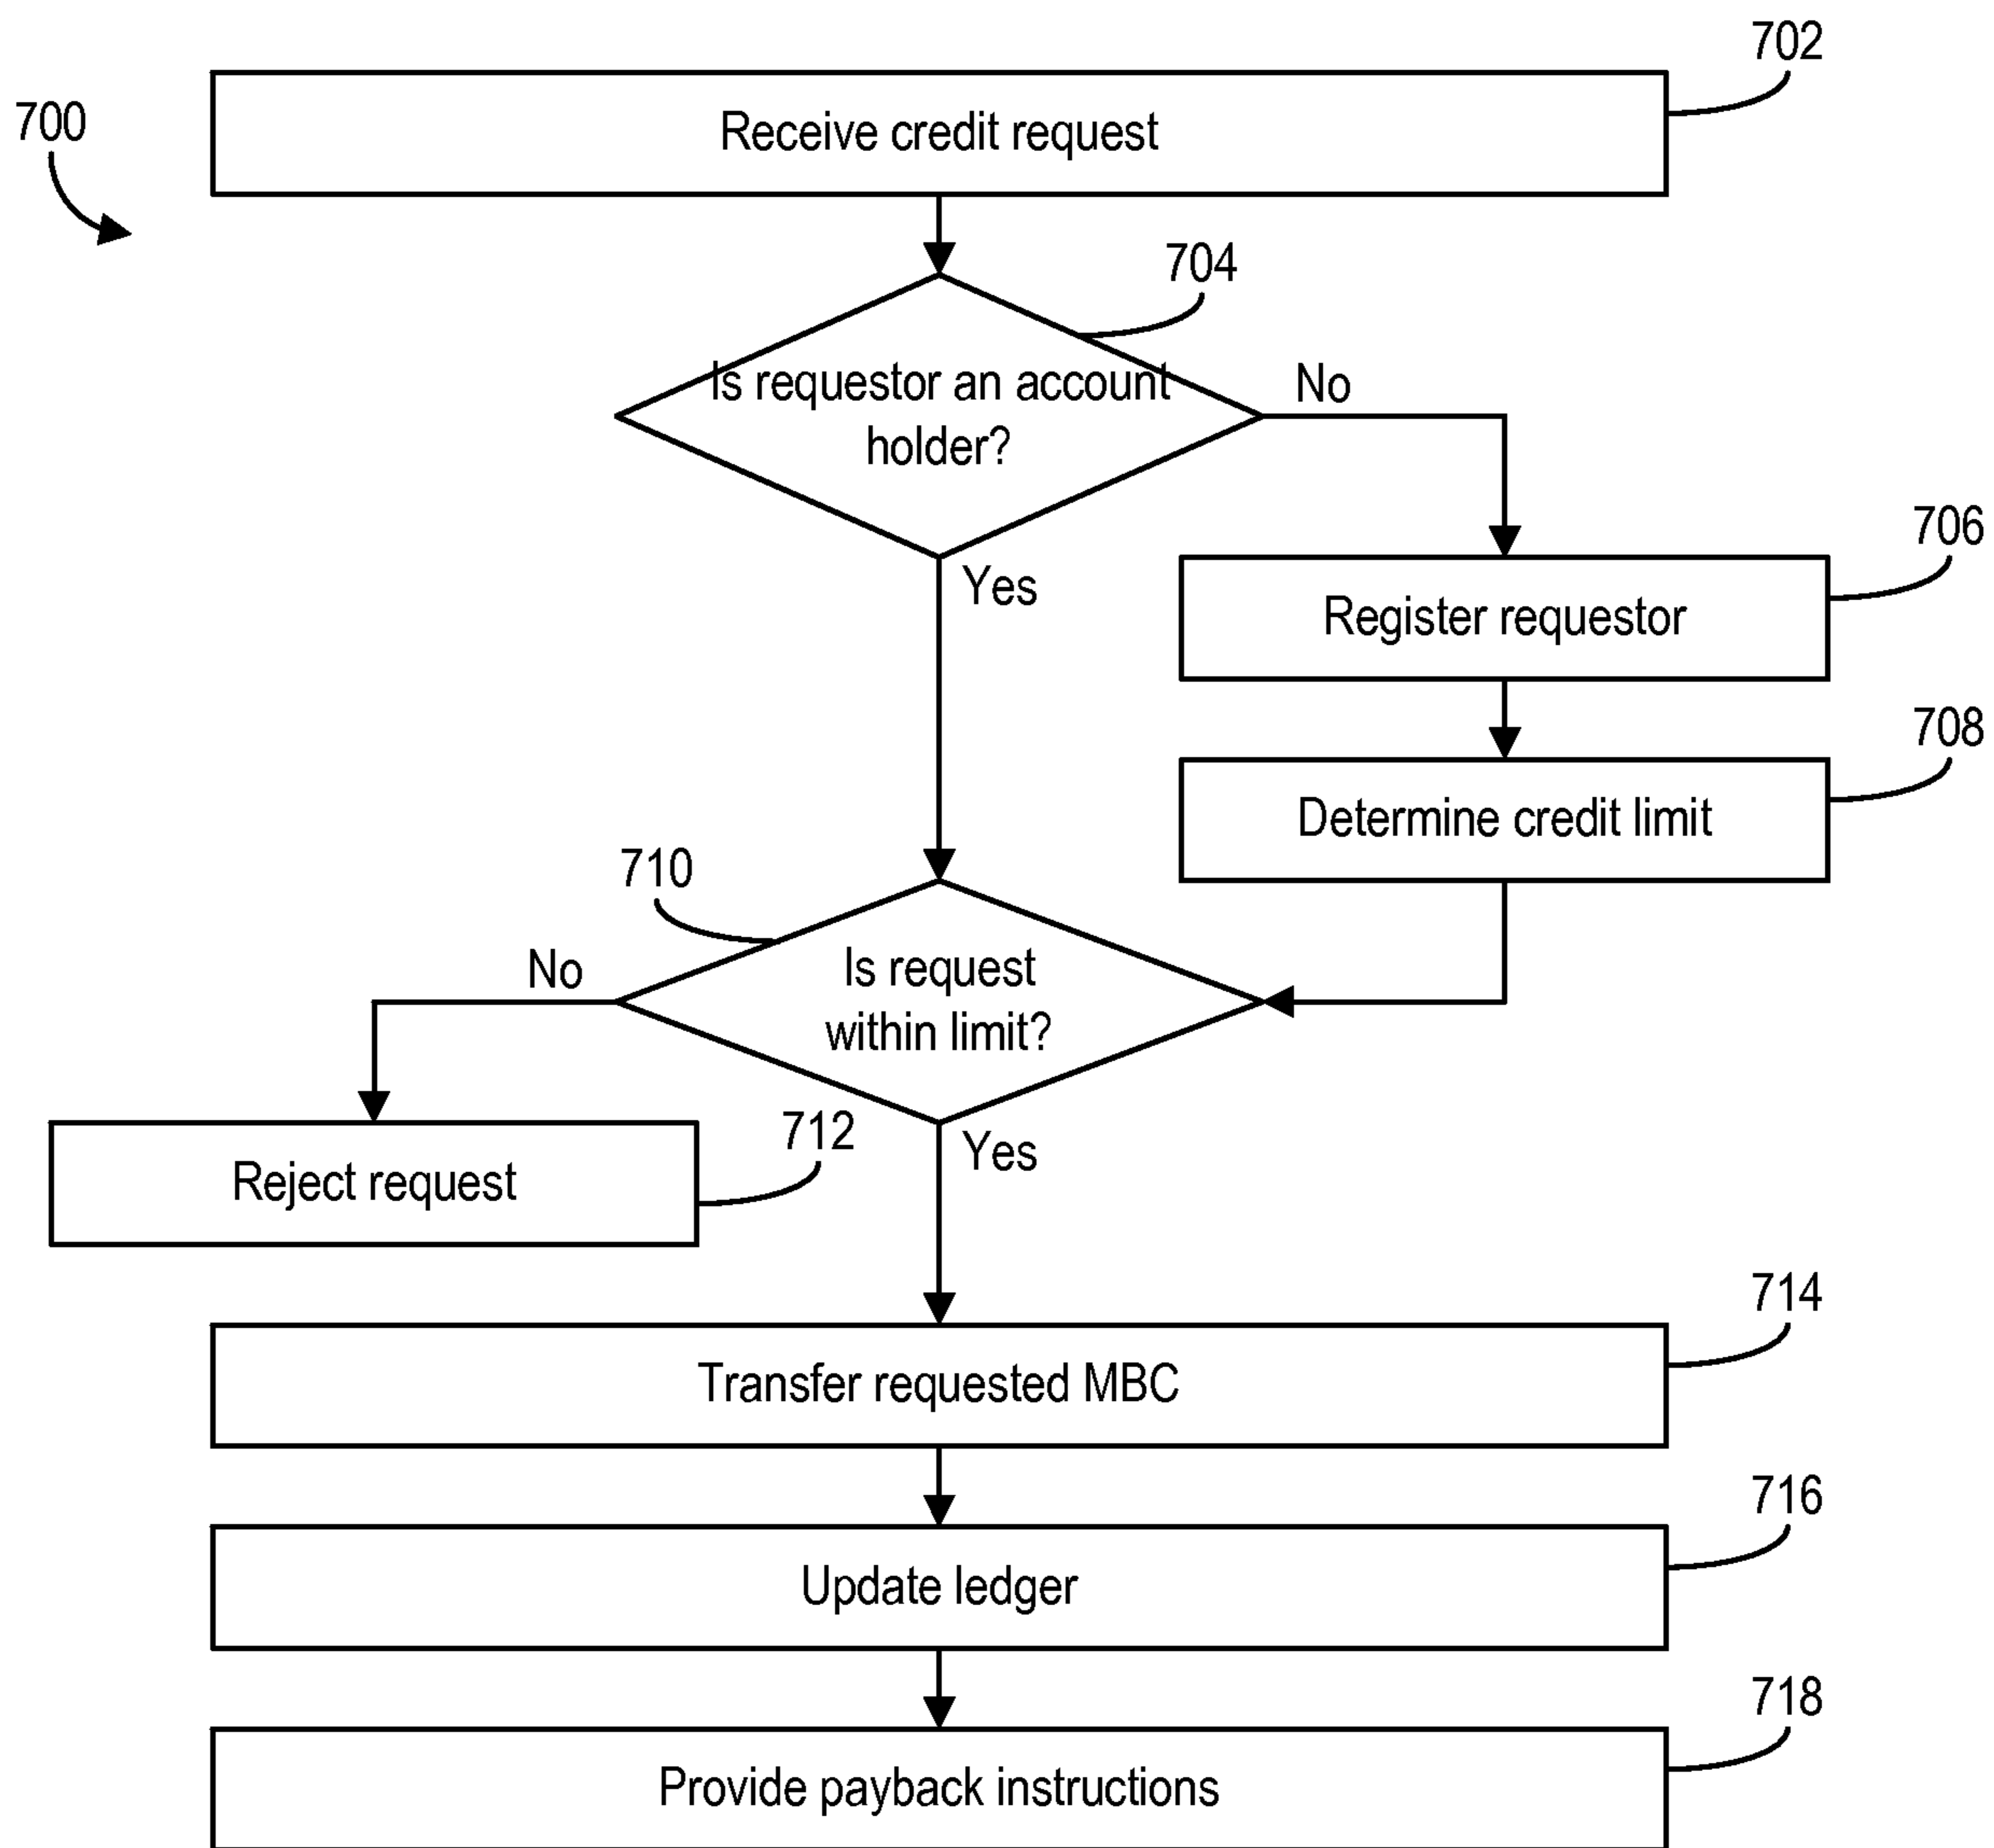 702
700
Receive credit request
704
Is requestor an account
holder?
No
Yes
706
Register requestor
708
Determine credit limit
710
Is request
within limit?
No
Yes
712
Reject request
714
Transfer requested MBC
716
Update ledger
718
Provide payback instructions